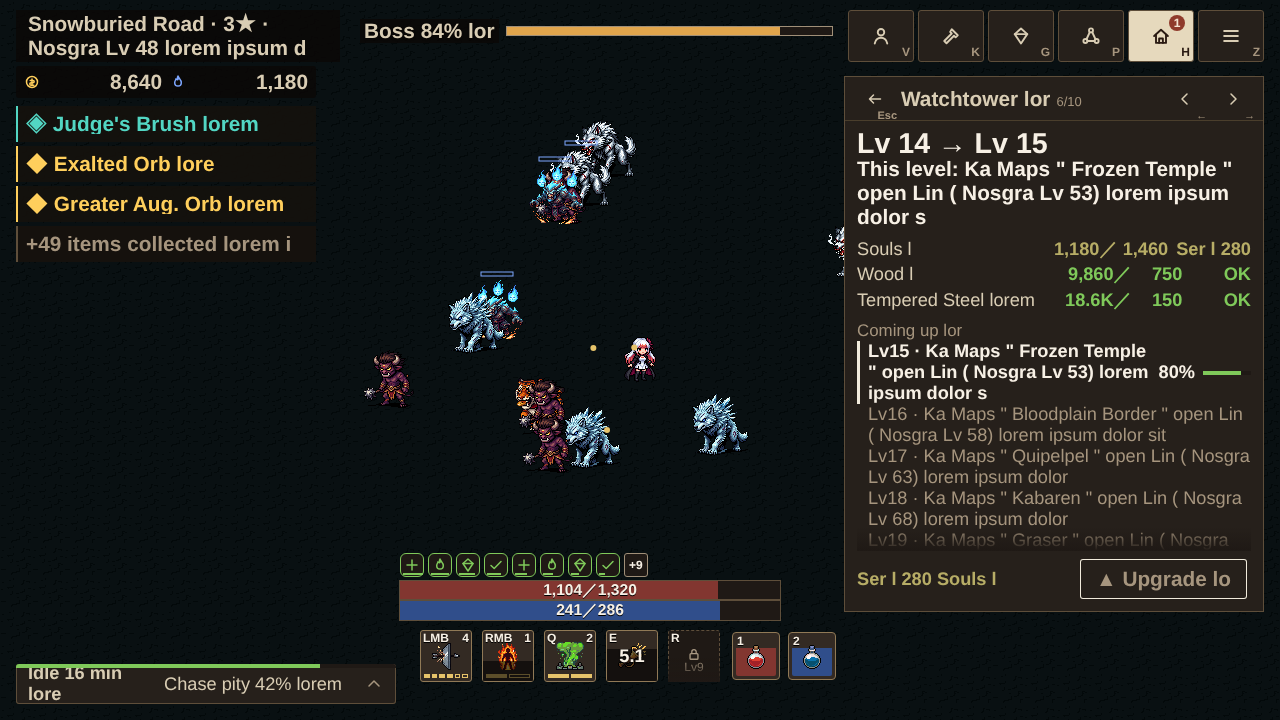 Snowburied Road · 3★ ·
Nosgra Lv 48 lorem ipsum d
8,640 1,180
Judge's Brush lorem
Exalted Orb lore
Greater Aug. Orb lorem
+49 items collected lorem i
Boss 84% lor
V K G P 1 H Z
← Watchtower lor 6/10
Esc ← →
Lv 14 → Lv 15
This level: Ka Maps " Frozen Temple "
open Lin ( Nosgra Lv 53) lorem ipsum
dolor s
Souls l 1,180／ 1,460 Ser l 280
Wood l 9,860／ 750 OK
Tempered Steel lorem 18.6K／ 150 OK
Coming up lor
Lv15 · Ka Maps " Frozen Temple
" open Lin ( Nosgra Lv 53) lorem 80%
ipsum dolor s
Lv16 · Ka Maps " Bloodplain Border " open Lin
( Nosgra Lv 58) lorem ipsum dolor sit
Lv17 · Ka Maps " Quipelpel " open Lin ( Nosgra
Lv 63) lorem ipsum dolor
Lv18 · Ka Maps " Kabaren " open Lin ( Nosgra
Lv 68) lorem ipsum dolor
Lv19 · Ka Maps " Graser " open Lin ( Nosgra
Ser l 280 Souls l ▲ Upgrade lo
+9
1,104／1,320
241／286
LMB 4 RMB 1 Q 2 E 5.1 R Lv9 1 2
Idle 16 min
lore
Chase pity 42% lorem